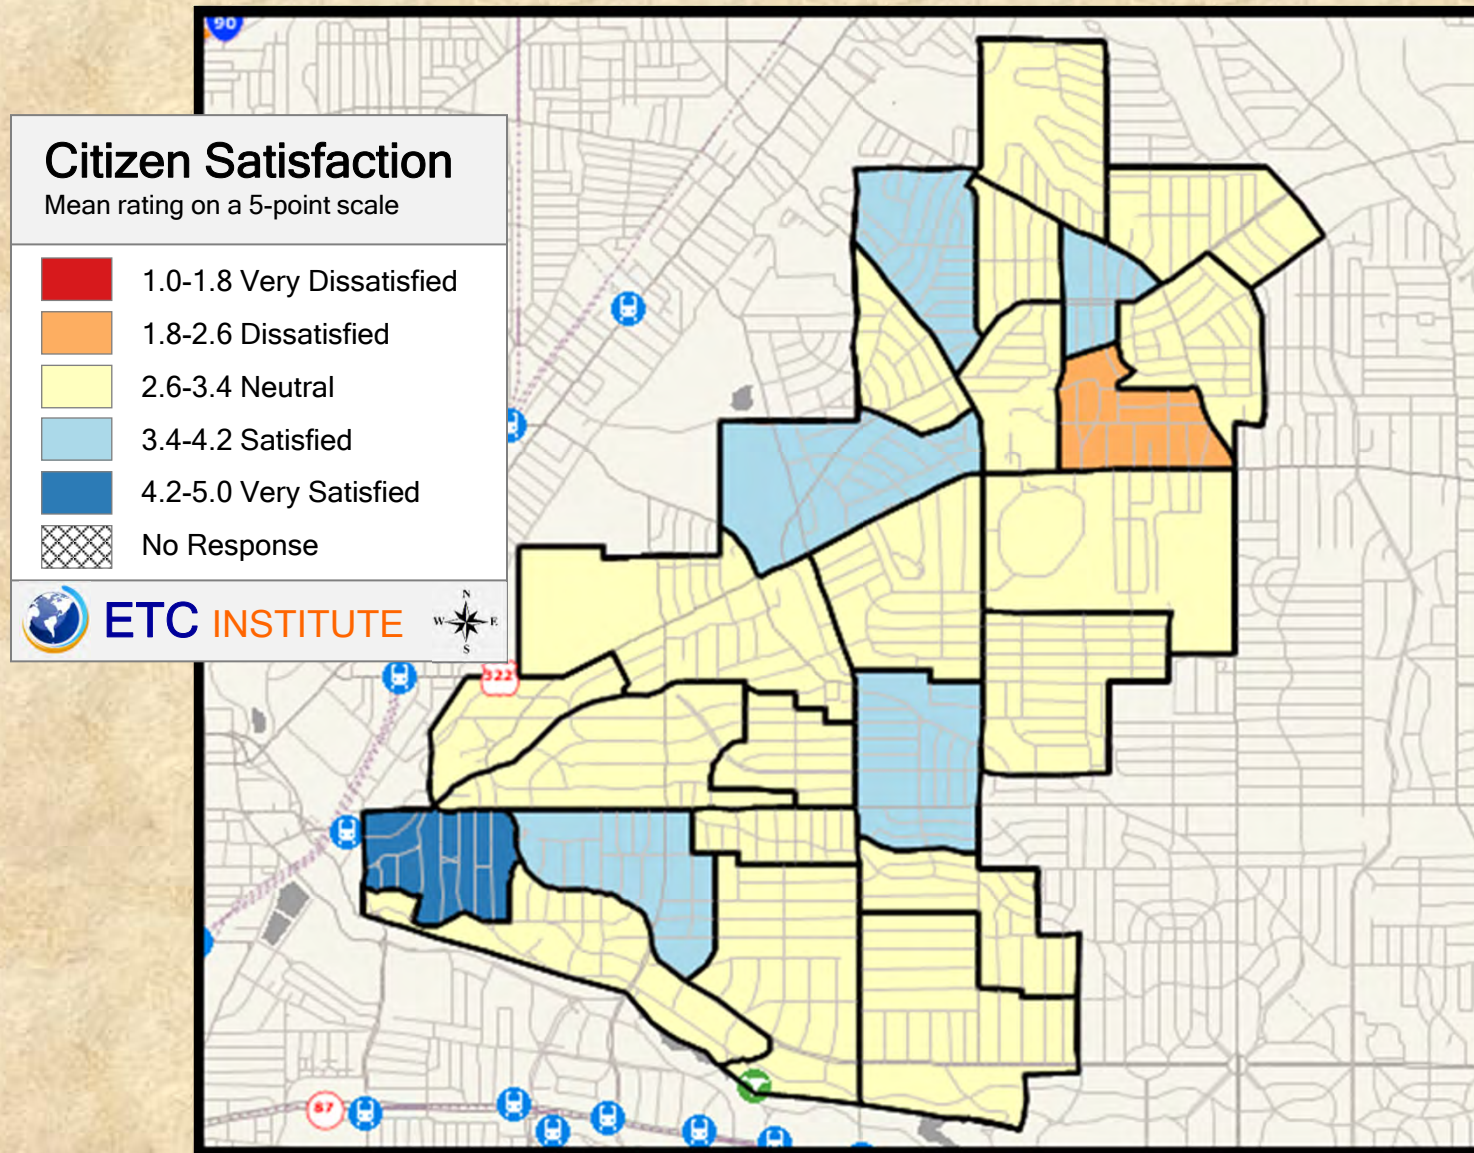 90
Citizen Satisfaction
Mean rating on a 5-point scale
1.0-1.8 Very Dissatisfied
1.8-2.6 Dissatisfied
2.6-3.4 Neutral
3.4-4.2 Satisfied
4.2-5.0 Very Satisfied
No Response
ETC INSTITUTE
N
W E
S
322
87